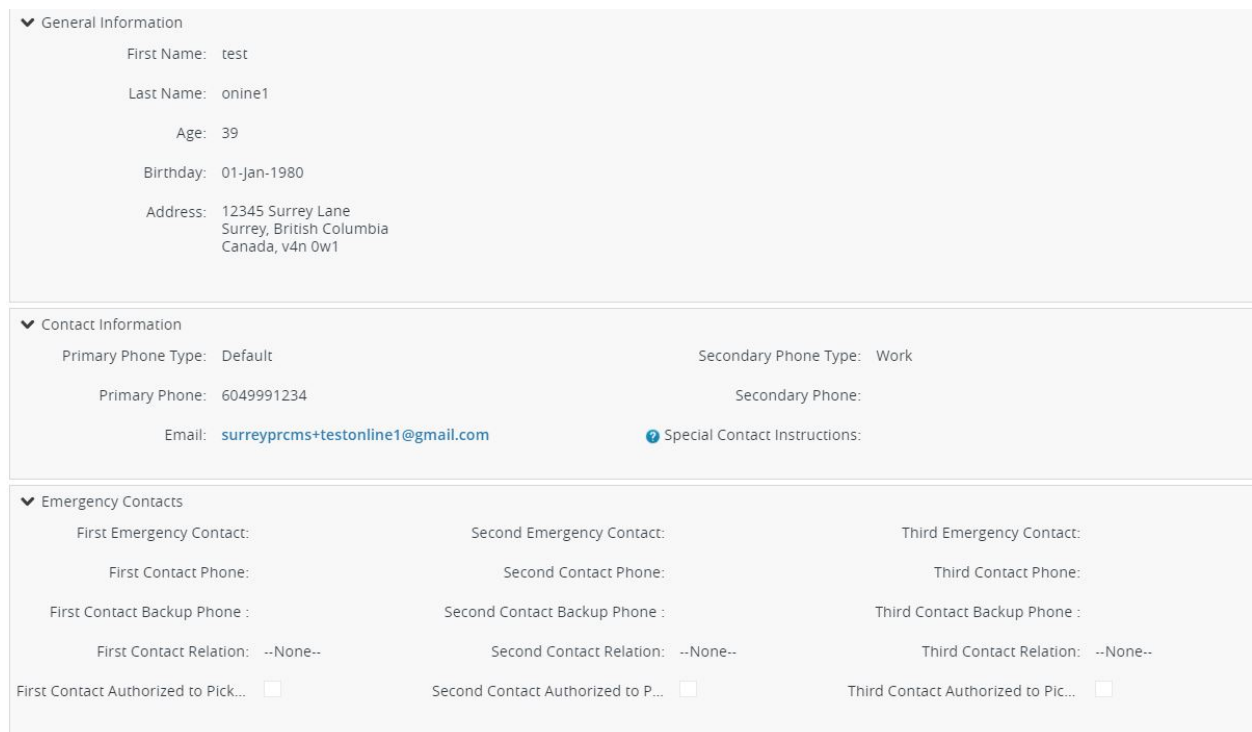 General Information
First Name: test
Last Name: onine1
Age: 39
Birthday: 01-Jan-1980
Address: 12345 Surrey Lane
Surrey, British Columbia
Canada, v4n 0w1
Contact Information
Primary Phone Type: Default Secondary Phone Type: Work
Primary Phone: 6049991234 Secondary Phone:
Email: surreyprcms+testonline1@gmail.com ? Special Contact Instructions:
Emergency Contacts
First Emergency Contact: Second Emergency Contact: Third Emergency Contact:
First Contact Phone: Second Contact Phone: Third Contact Phone:
First Contact Backup Phone : Second Contact Backup Phone : Third Contact Backup Phone :
First Contact Relation: --None-- Second Contact Relation: --None-- Third Contact Relation: --None--
First Contact Authorized to Pick... Second Contact Authorized to P... Third Contact Authorized to Pic...